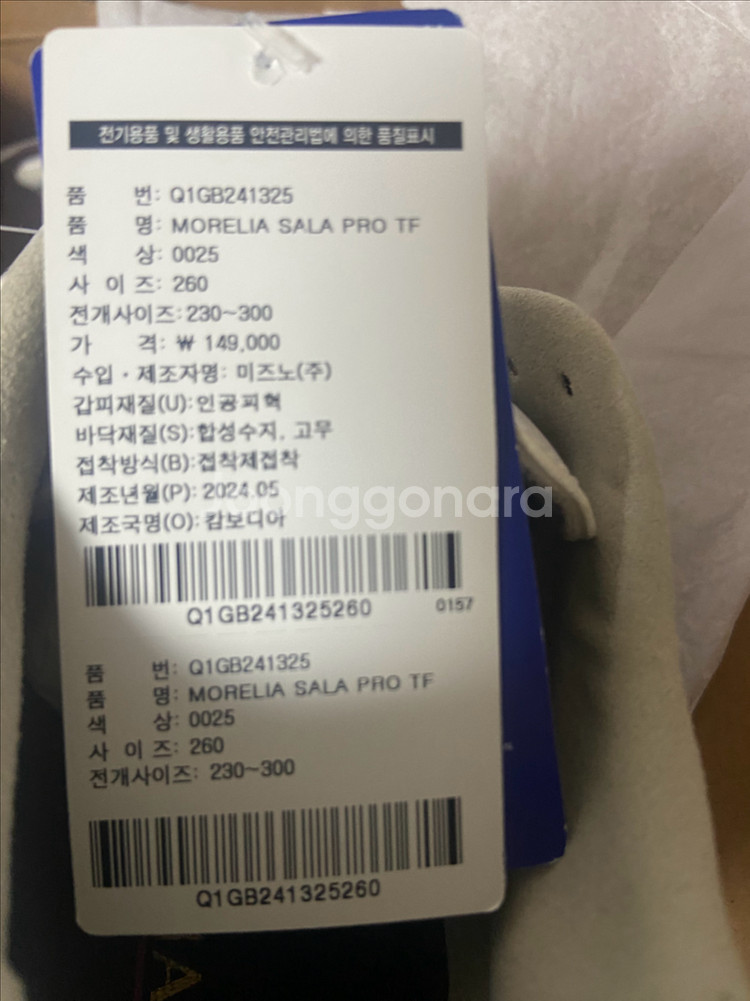 전기용품 및 생활용품 안전관리법에 의한 품질표시
품 번: Q1GB241325
품 명: MORELIA SALA PRO TF
색 상: 0025
사 이 즈: 260
전개사이즈: 230~300
가 격: ₩ 149,000
수입 · 제조자명: 미즈노(주)
갑피재질(U): 인공피혁
바닥재질(S): 합성수지, 고무
접착방식(B): 접착제접착
제조년월(P): 2024.05
제조국명(O): 캄보디아
Q1GB241325260 0157
품 번: Q1GB241325
품 명: MORELIA SALA PRO TF
색 상: 0025
사 이 즈: 260
전개사이즈: 230~300
Q1GB241325260